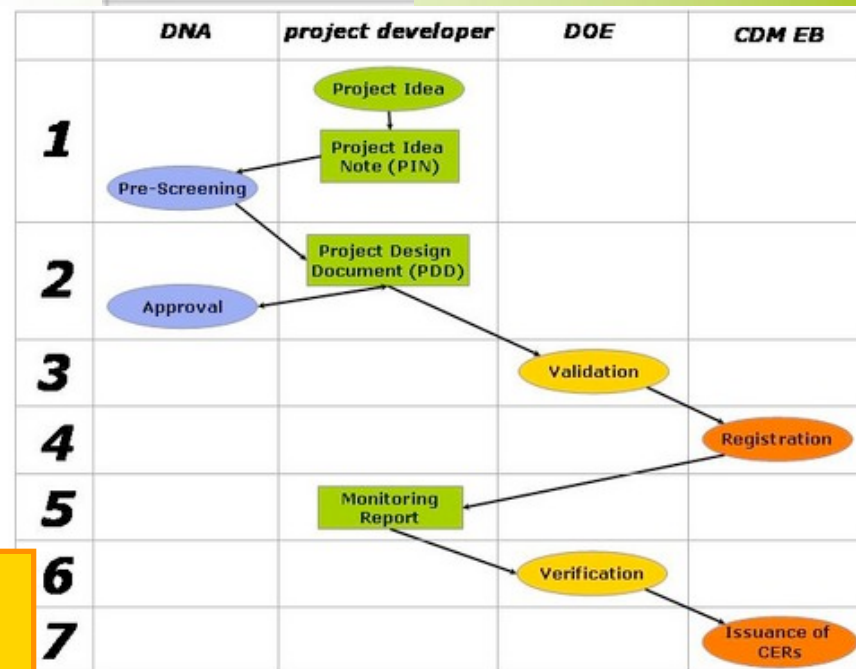 DNA
project developer
DOE
CDM EB
1
Project Idea
Project Idea
Note (PIN)
Pre-Screening
2
Project Design
Document (PDD)
Approval
3
Validation
4
Registration
5
Monitoring
Report
6
Verification
7
Issuance of
CERs